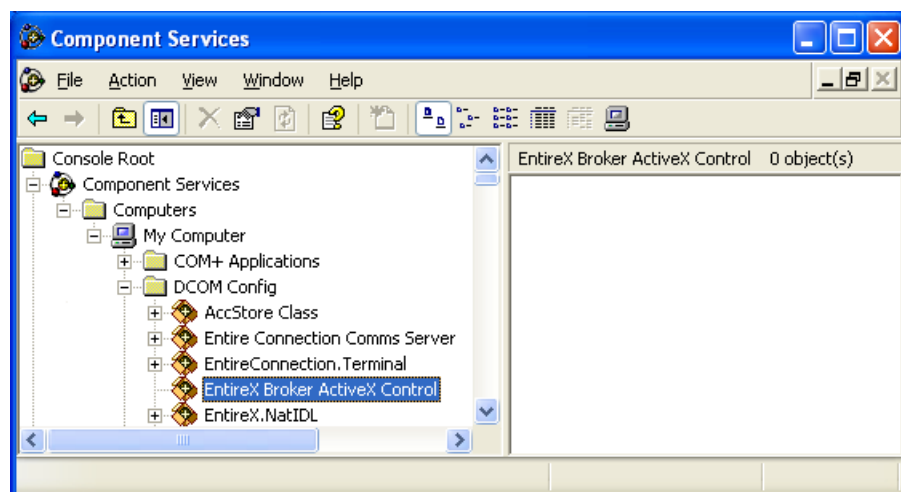 Component Services
File Action View Window Help
Console Root
EntireX Broker ActiveX Control 0 object(s)
Component Services
Computers
My Computer
COM+ Applications
DCOM Config
AccStore Class
Entire Connection Comms Server
EntireConnection.Terminal
EntireX Broker ActiveX Control
EntireX.NatIDL